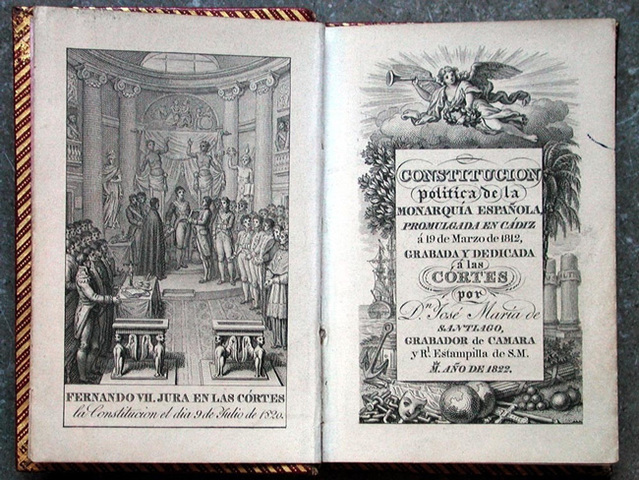 FERNANDO VII. JURA EN LAS CÓRTES
la Constitucion el dia 9 de Julio de 1820.
CONSTITUCION
política de la
MONARQUÍA ESPAÑOLA,
PROMULGADA EN CÁDIZ
á 19 de Marzo de 1812,
GRABADA Y DEDICADA
á las
CÓRTES
por
D.n José María de
SANTIAGO,
GRABADOR de CAMARA
y R.l Estampilla de S.M.
AÑO DE 1822.